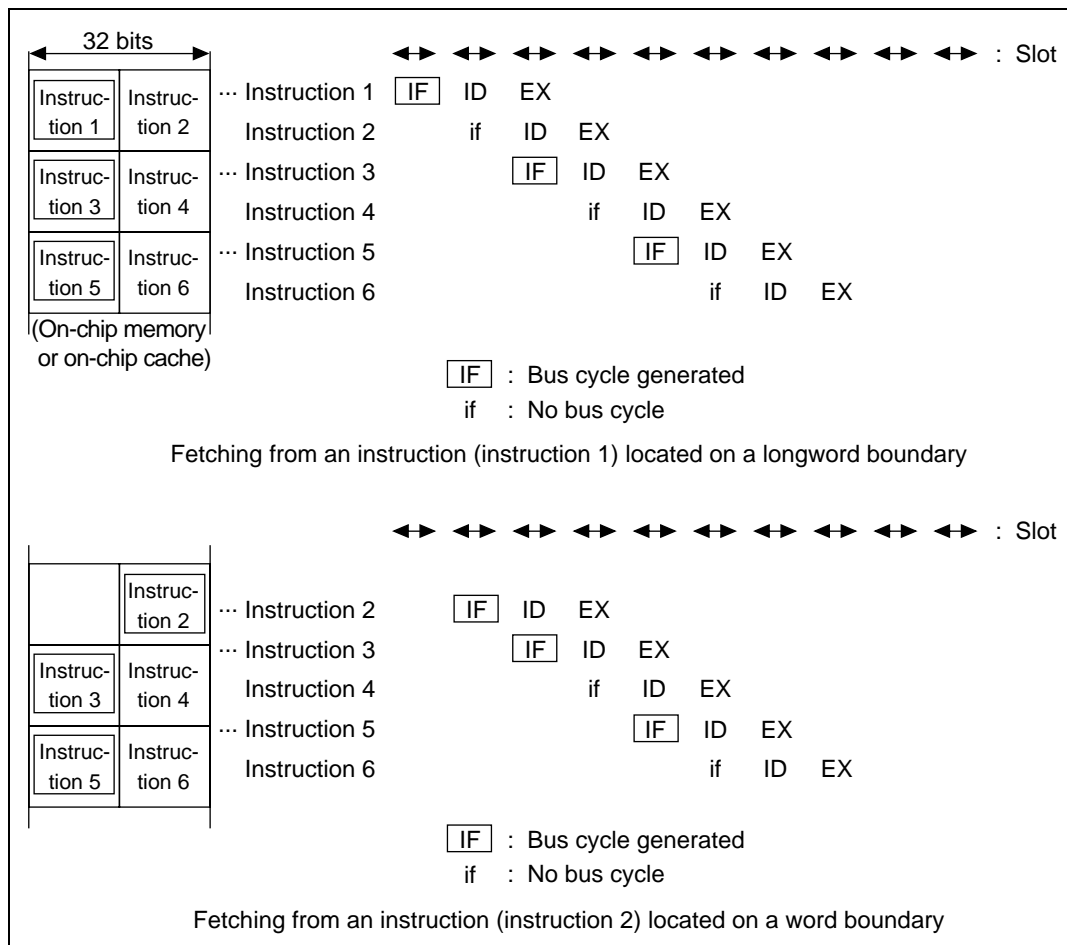 32 bits
: Slot
Instruc-
tion 1
Instruc-
tion 2
··· Instruction 1 IF ID EX
Instruction 2 if ID EX
Instruc-
tion 3
Instruc-
tion 4
··· Instruction 3 IF ID EX
Instruction 4 if ID EX
Instruc-
tion 5
Instruc-
tion 6
··· Instruction 5 IF ID EX
Instruction 6 if ID EX
(On-chip memory
or on-chip cache)
IF : Bus cycle generated
if : No bus cycle
Fetching from an instruction (instruction 1) located on a longword boundary
: Slot
Instruc-
tion 2
··· Instruction 2 IF ID EX
··· Instruction 3 IF ID EX
Instruc-
tion 3
Instruc-
tion 4
Instruction 4 if ID EX
··· Instruction 5 IF ID EX
Instruc-
tion 5
Instruc-
tion 6
Instruction 6 if ID EX
IF : Bus cycle generated
if : No bus cycle
Fetching from an instruction (instruction 2) located on a word boundary